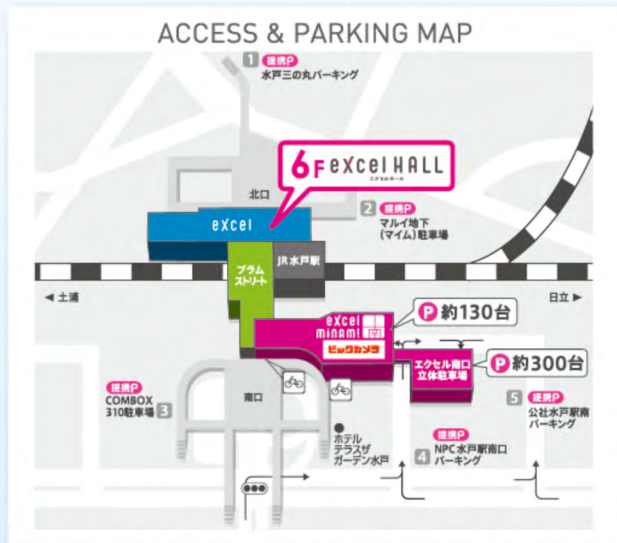 ACCESS & PARKING MAP
1 提携P
水戸三の丸パーキング
6F excel HALL
エクセルホール
北口
excel
2 提携P
マルイ地下
(マイム)駐車場
プラム
ストリート
JR水戸駅
◀ 土浦
日立 ▶
excel
minami
ビックカメラ
P 約130台
エクセル南口
立体駐車場
P 約300台
提携P
COMBOX
310駐車場 3
南口
5 提携P
公社水戸駅南
パーキング
ホテル
テラスザ
ガーデン水戸
提携P
4 NPC水戸駅南口
パーキング